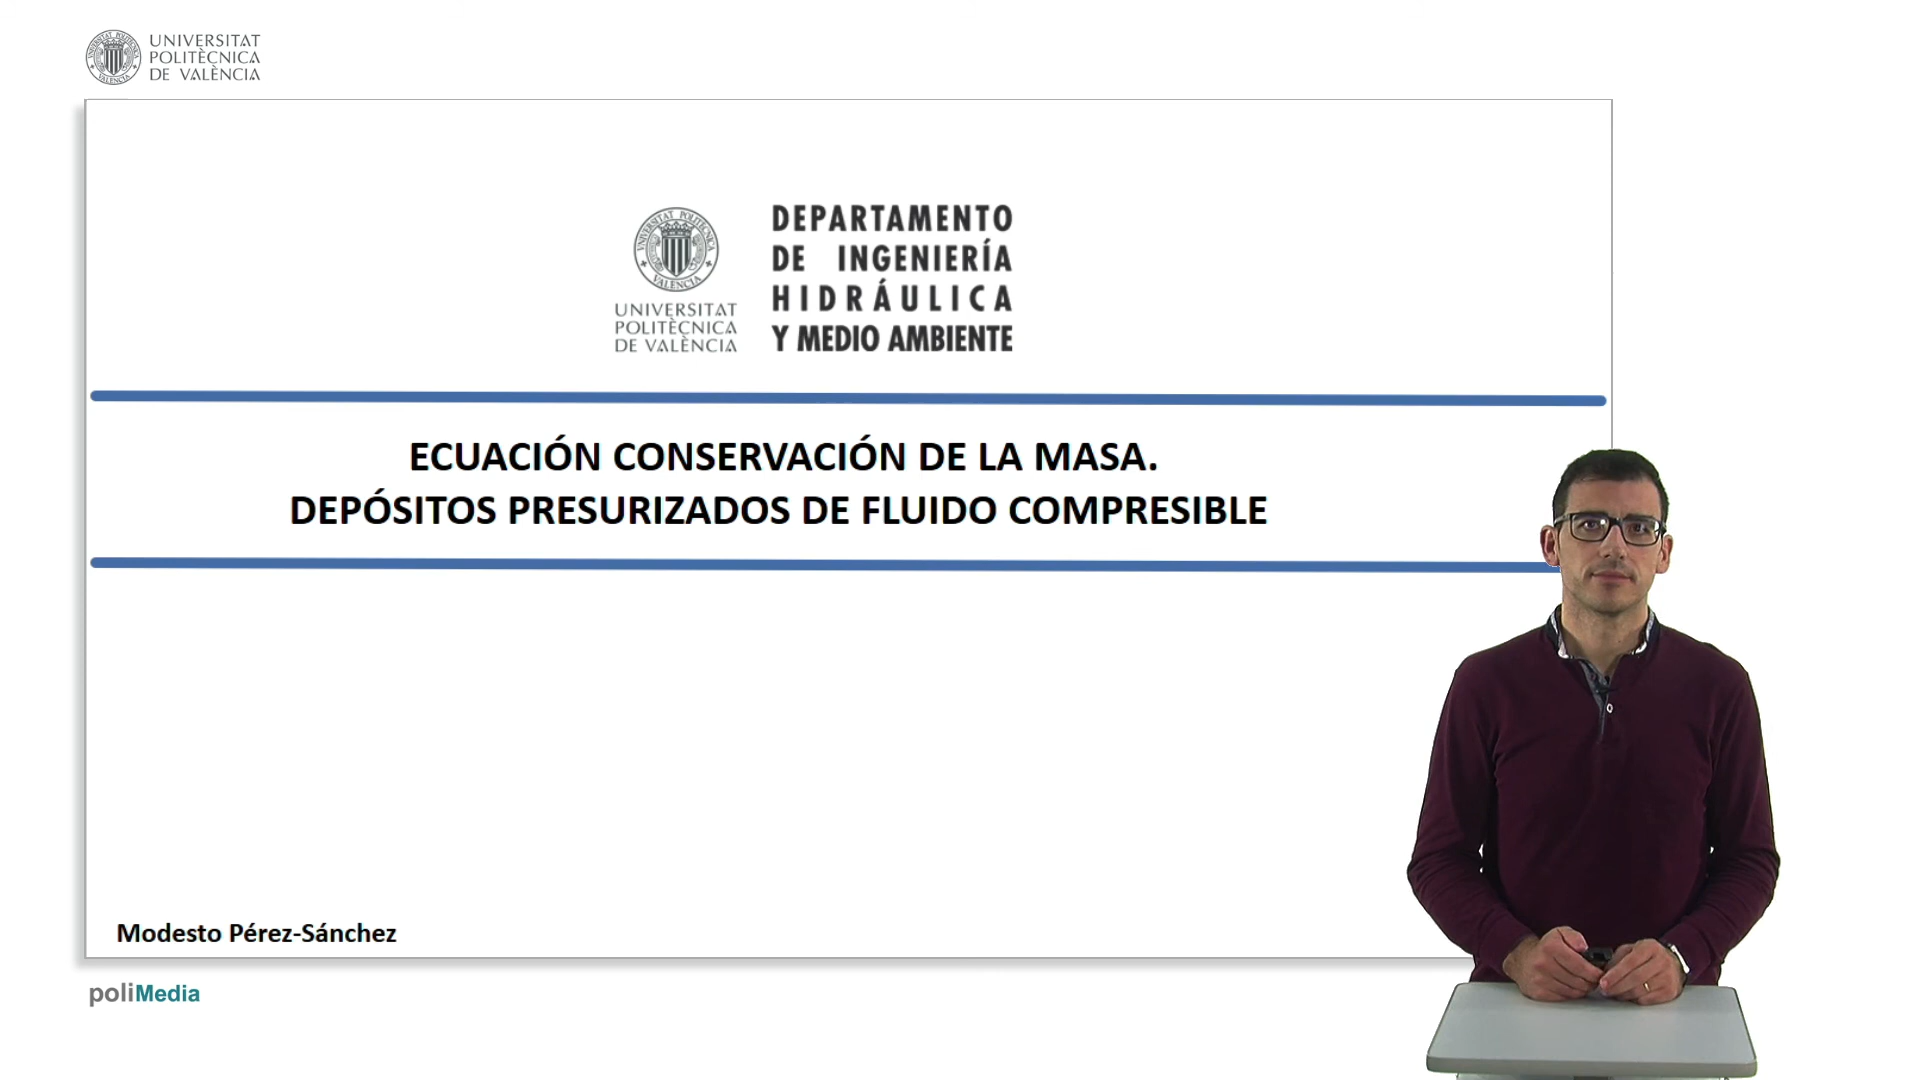 UNIVERSITAT
POLITÈCNICA
DE VALÈNCIA
UNIVERSITAT
POLITÈCNICA
DE VALÈNCIA
DEPARTAMENTO
DE INGENIERÍA
HIDRÁULICA
Y MEDIO AMBIENTE
ECUACIÓN CONSERVACIÓN DE LA MASA.
DEPÓSITOS PRESURIZADOS DE FLUIDO COMPRESIBLE
Modesto Pérez-Sánchez
poliMedia